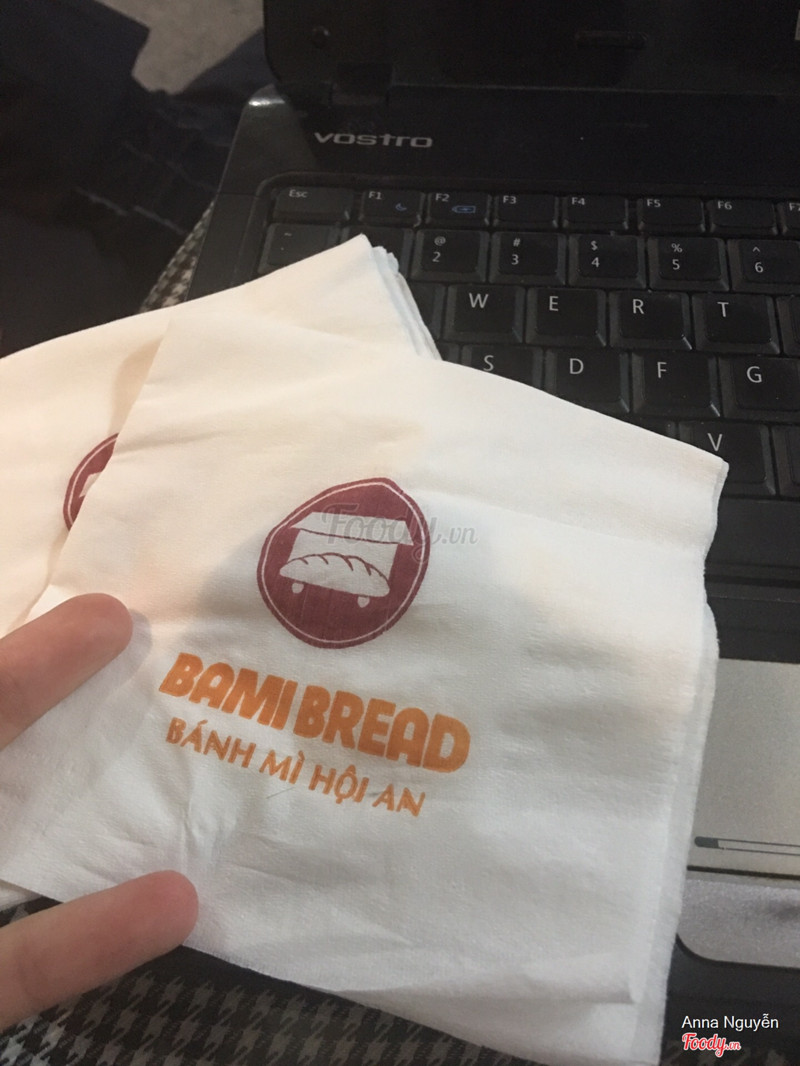 vostro
Esc F1 F2 F3 F4 F5 F6
~ @ # $ % ^
2 3 4 5 6
W E R T
S D F G
V
Foody.vn
BAMI BREAD
BÁNH MÌ HỘI AN
Anna Nguyễn
Foody.vn